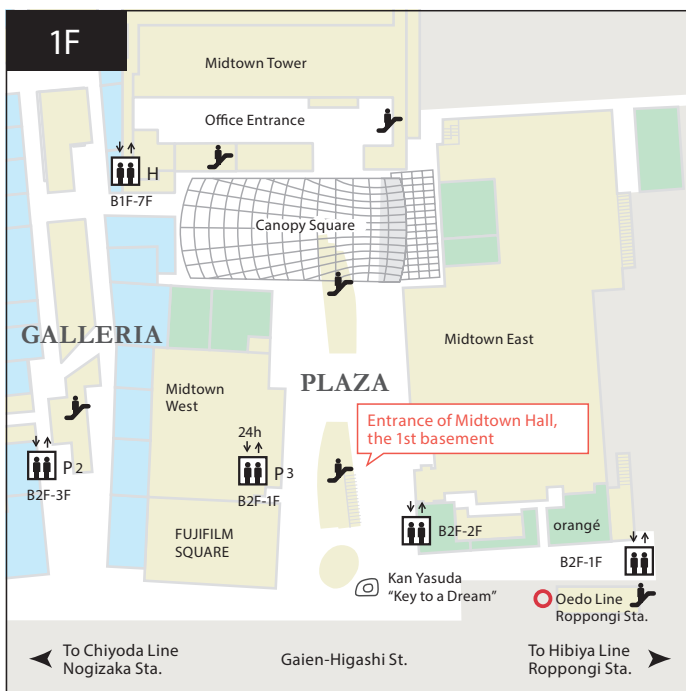 1F
Midtown Tower
Office Entrance
H
B1F-7F
Canopy Square
GALLERIA
Midtown East
PLAZA
Midtown
West
Entrance of Midtown Hall,
the 1st basement
24h
P2
P3
B2F-3F
B2F-1F
FUJIFILM
SQUARE
B2F-2F
orangé
B2F-1F
Kan Yasuda
“Key to a Dream”
Oedo Line
Roppongi Sta.
To Chiyoda Line
Nogizaka Sta.
Gaien-Higashi St.
To Hibiya Line
Roppongi Sta.